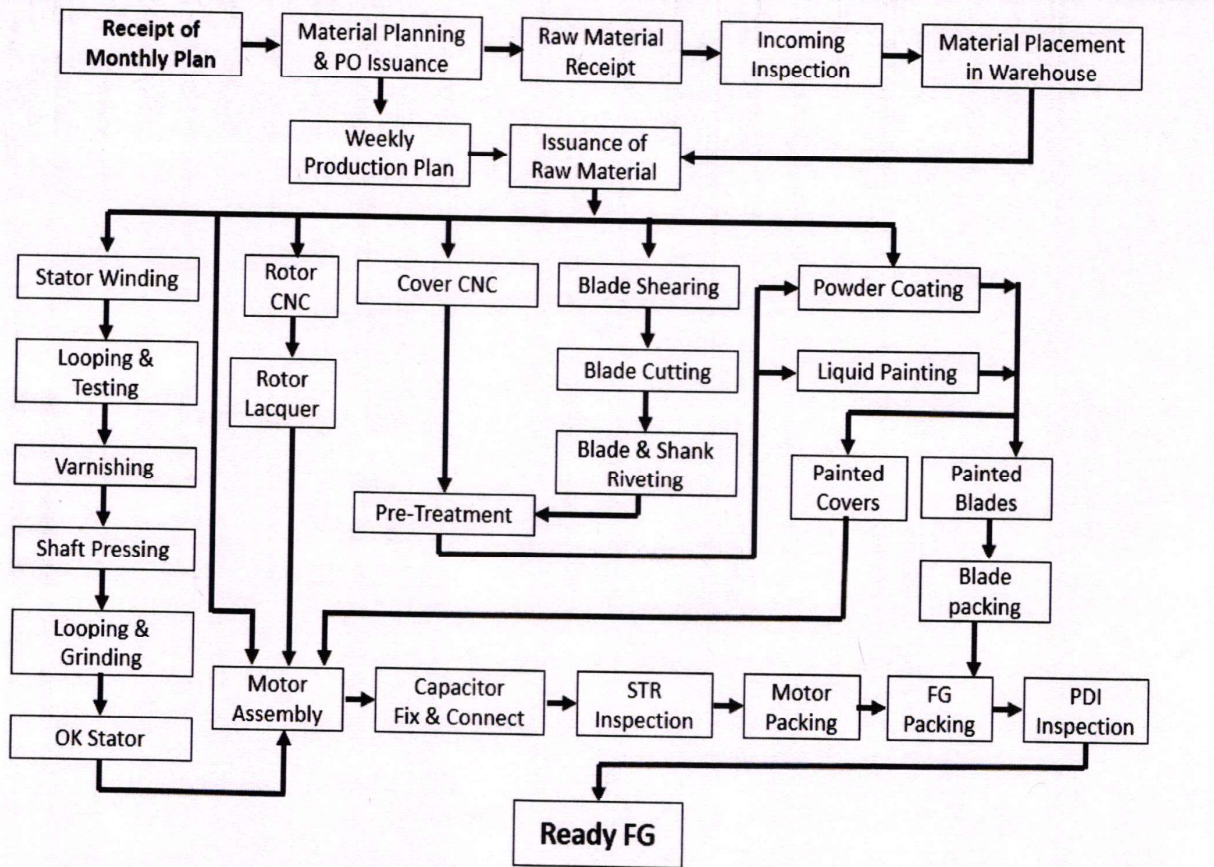 Receipt of
Monthly Plan
Material Planning
& PO Issuance
Raw Material
Receipt
Incoming
Inspection
Material Placement
in Warehouse
Weekly
Production Plan
Issuance of
Raw Material
Stator Winding
Rotor
CNC
Cover CNC
Blade Shearing
Powder Coating
Looping &
Testing
Rotor
Lacquer
Blade Cutting
Liquid Painting
Varnishing
Blade & Shank
Riveting
Painted
Covers
Painted
Blades
Pre-Treatment
Shaft Pressing
Blade
packing
Looping &
Grinding
Motor
Assembly
Capacitor
Fix & Connect
STR
Inspection
Motor
Packing
FG
Packing
PDI
Inspection
OK Stator
Ready FG